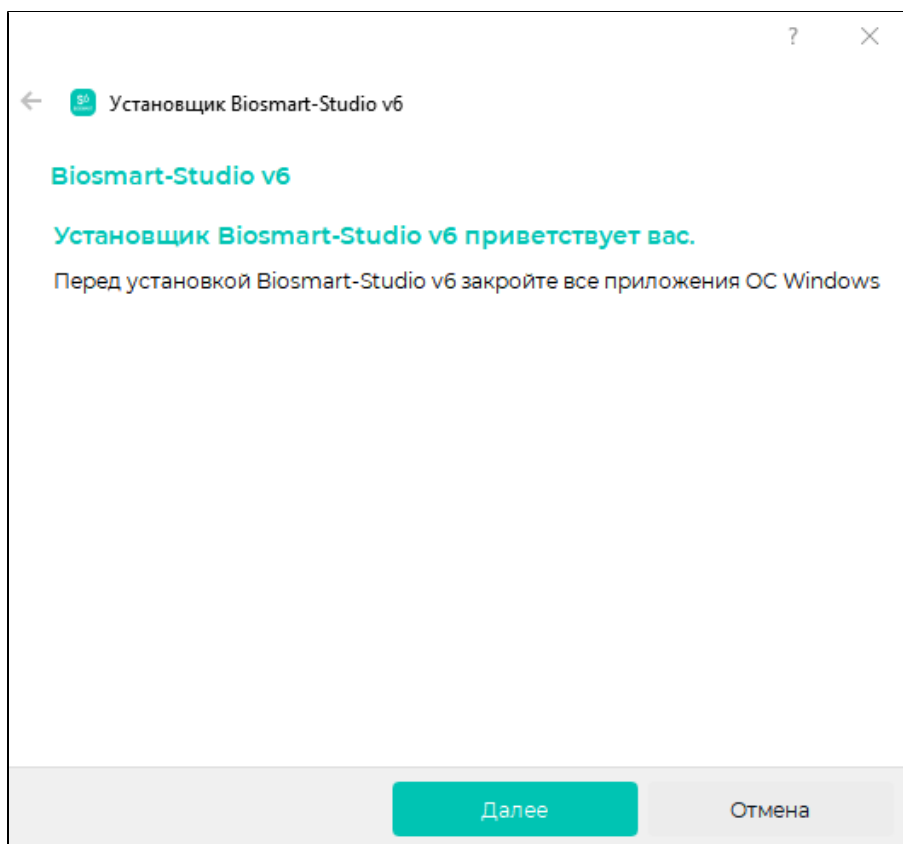 ?
Установщик Biosmart-Studio v6
Biosmart-Studio v6
Установщик Biosmart-Studio v6 приветствует вас.
Перед установкой Biosmart-Studio v6 закройте все приложения ОС Windows
Далее
Отмена